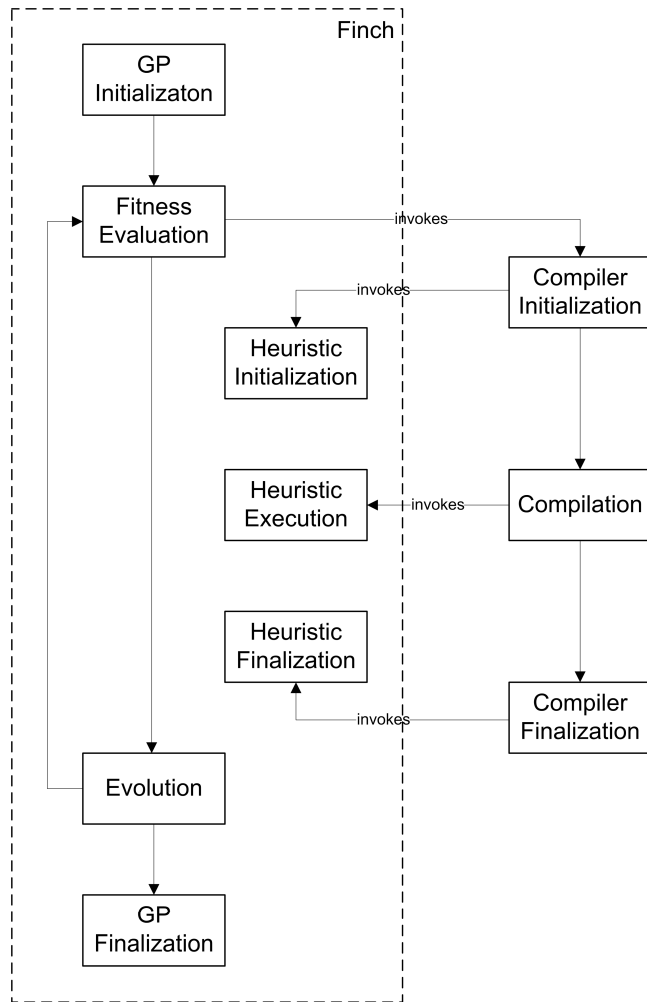 Finch
GP
Initializaton
Fitness
Evaluation
invokes
Compiler
Initialization
invokes
Heuristic
Initialization
Heuristic
Execution
invokes
Compilation
Heuristic
Finalization
Compiler
Finalization
invokes
Evolution
GP
Finalization